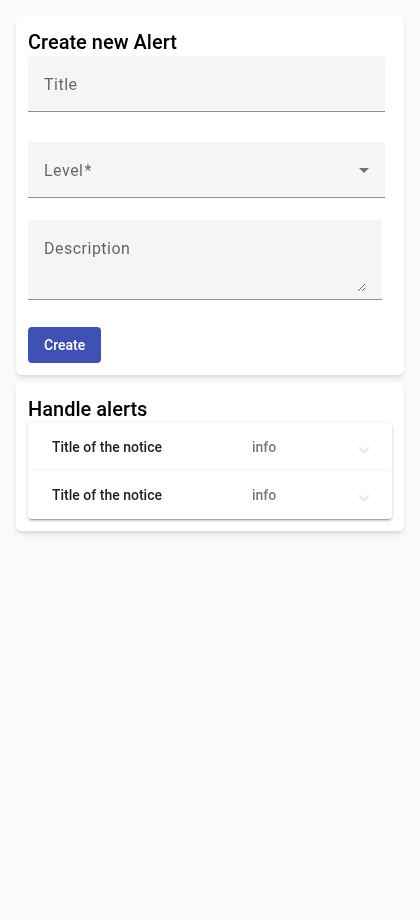 Create new Alert
Title
Level*
Description
Create
Handle alerts
Title of the notice info
Title of the notice info